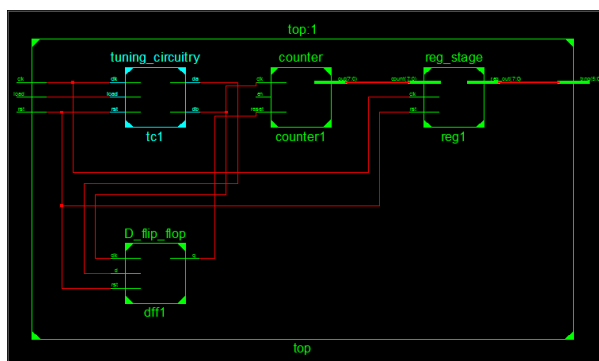 top:1
tuning_circuitry
counter
reg_stage
clk
load
rst
clk
load
rst
da
db
clk
en
reset
out(7:0)
count(7:0)
clk
rst
reg_out(7:0)
tc1
counter1
reg1
D_flip_flop
clk
rst
q
dff1
top